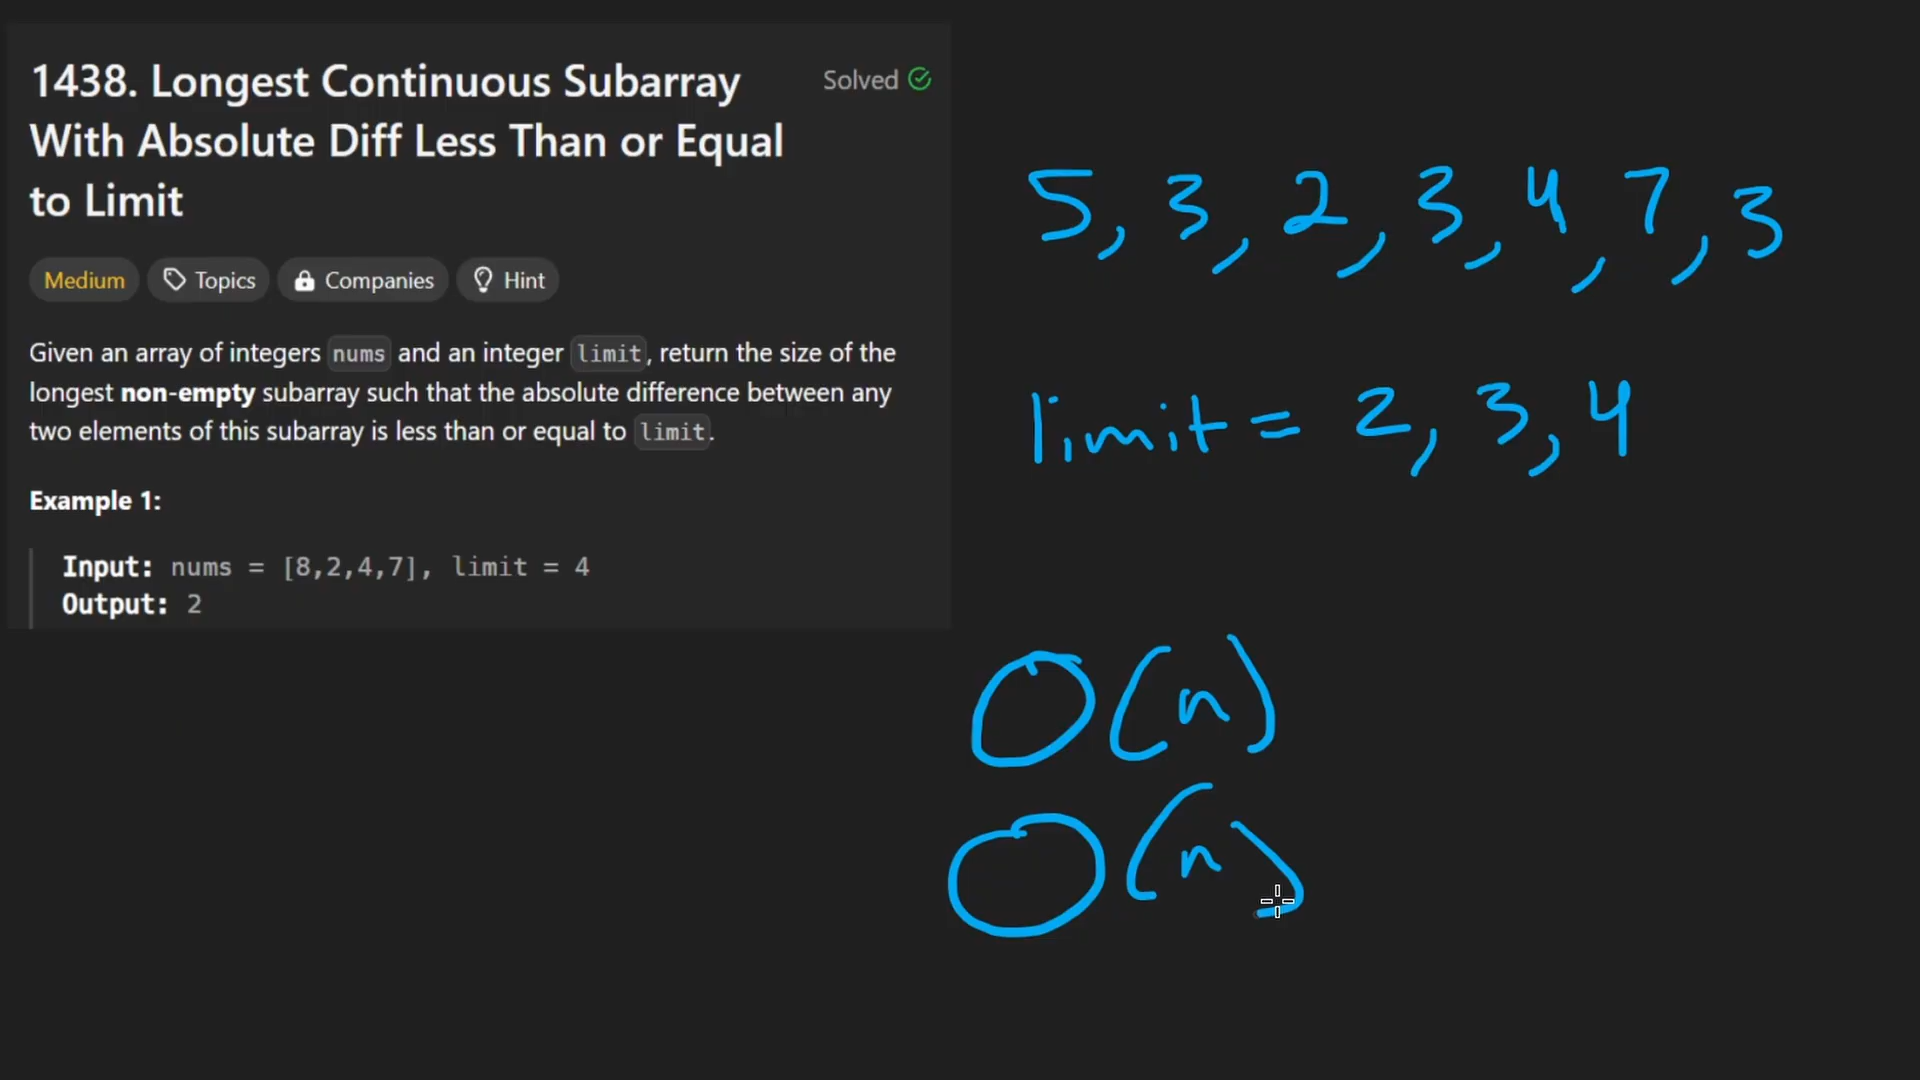 1438. Longest Continuous Subarray
With Absolute Diff Less Than or Equal
to Limit
Solved
Medium Topics Companies Hint
Given an array of integers nums and an integer limit, return the size of the
longest non-empty subarray such that the absolute difference between any
two elements of this subarray is less than or equal to limit.
Example 1:
Input: nums = [8,2,4,7], limit = 4
Output: 2
5, 3, 2, 3, 4, 7, 3
limit = 2, 3, 4
O(n)
O(n)